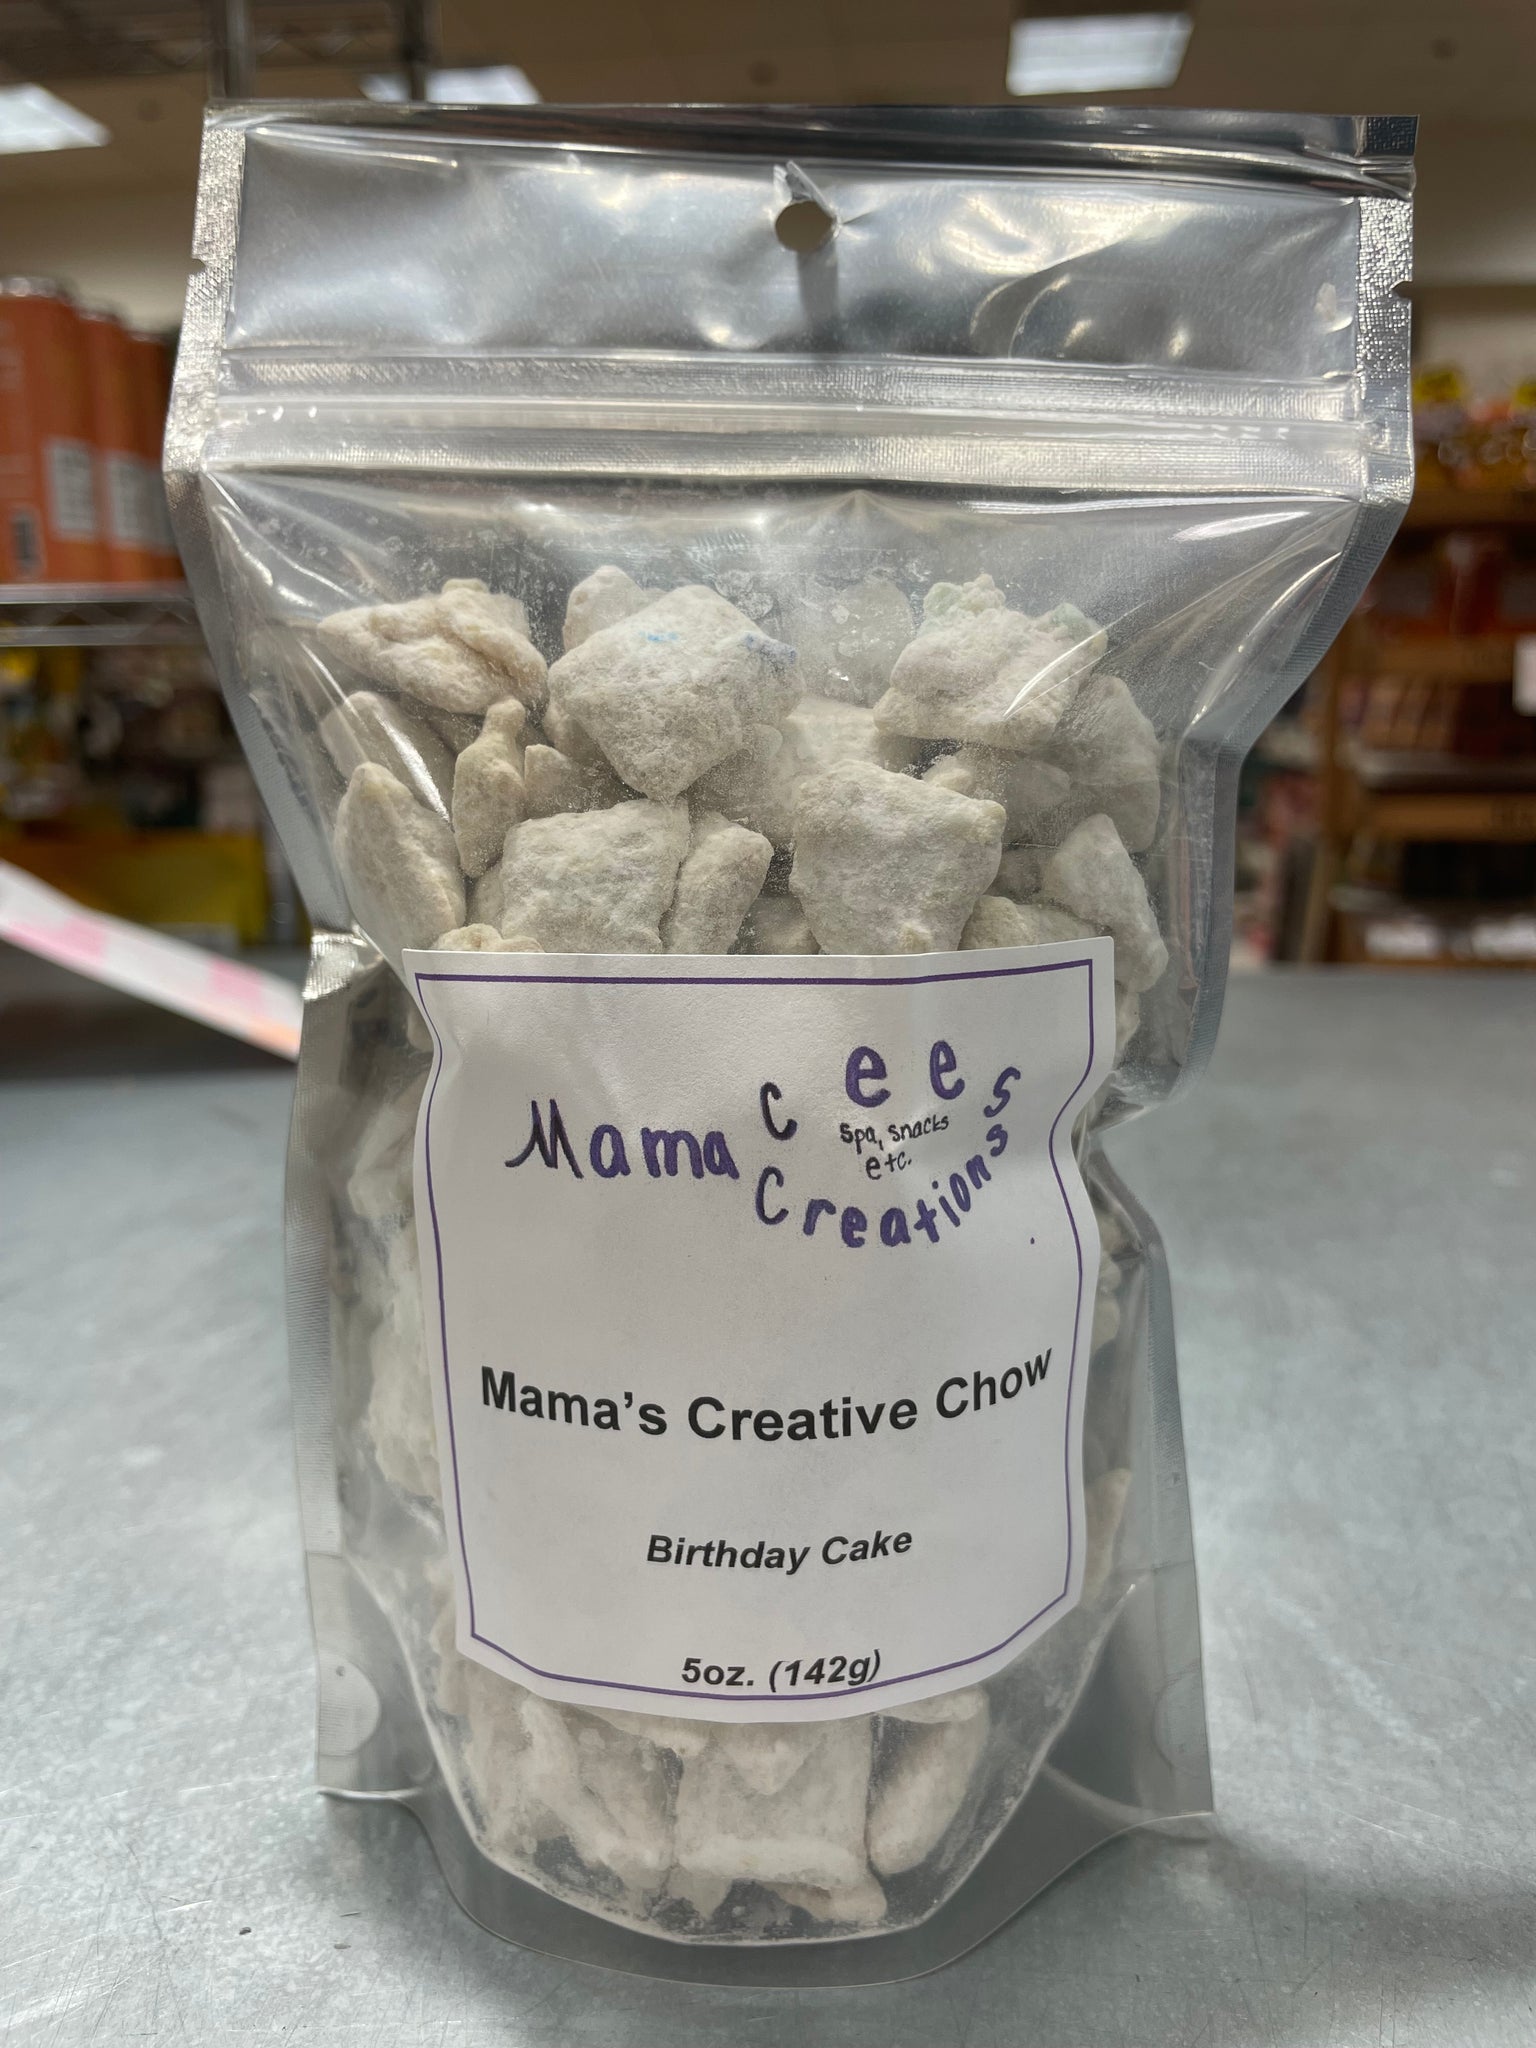 Mama Cees
spa, snacks
etc.
Creations
Mama's Creative Chow
Birthday Cake
5oz. (142g)